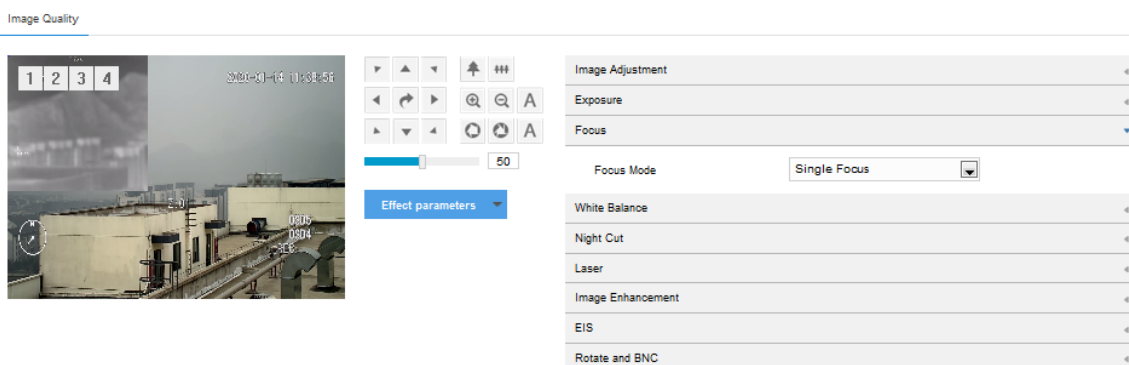 Image Quality
1 2 3 4
A
A
50
Effect parameters
Image Adjustment
Exposure
Focus
Focus Mode
Single Focus
White Balance
Night Cut
Laser
Image Enhancement
EIS
Rotate and BNC